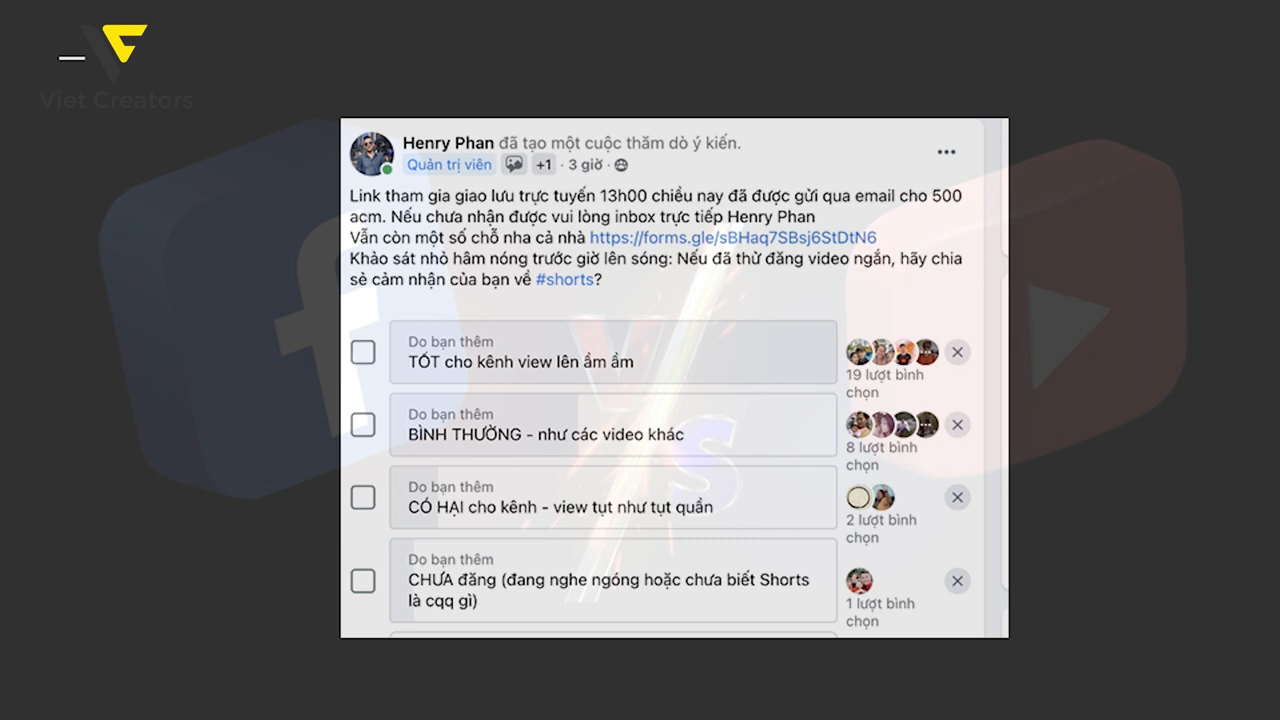 Viet Creators
Henry Phan đã tạo một cuộc thăm dò ý kiến.
Quản trị viên +1 · 3 giờ ·
Link tham gia giao lưu trực tuyến 13h00 chiều nay đã được gửi qua email cho 500
acm. Nếu chưa nhận được vui lòng inbox trực tiếp Henry Phan
Vẫn còn một số chỗ nha cả nhà https://forms.gle/sBHaq7SBsj6StDtN6
Khảo sát nhỏ hâm nóng trước giờ lên sóng: Nếu đã thử đăng video ngắn, hãy chia
sẻ cảm nhận của bạn về #shorts?
Do bạn thêm
TỐT cho kênh view lên ầm ầm
19 lượt bình
chọn
Do bạn thêm
BÌNH THƯỜNG - như các video khác
8 lượt bình
chọn
Do bạn thêm
CÓ HẠI cho kênh - view tụt như tụt quần
2 lượt bình
chọn
Do bạn thêm
CHƯA đăng (đang nghe ngóng hoặc chưa biết Shorts
là cqq gì)
1 lượt bình
chọn
VS